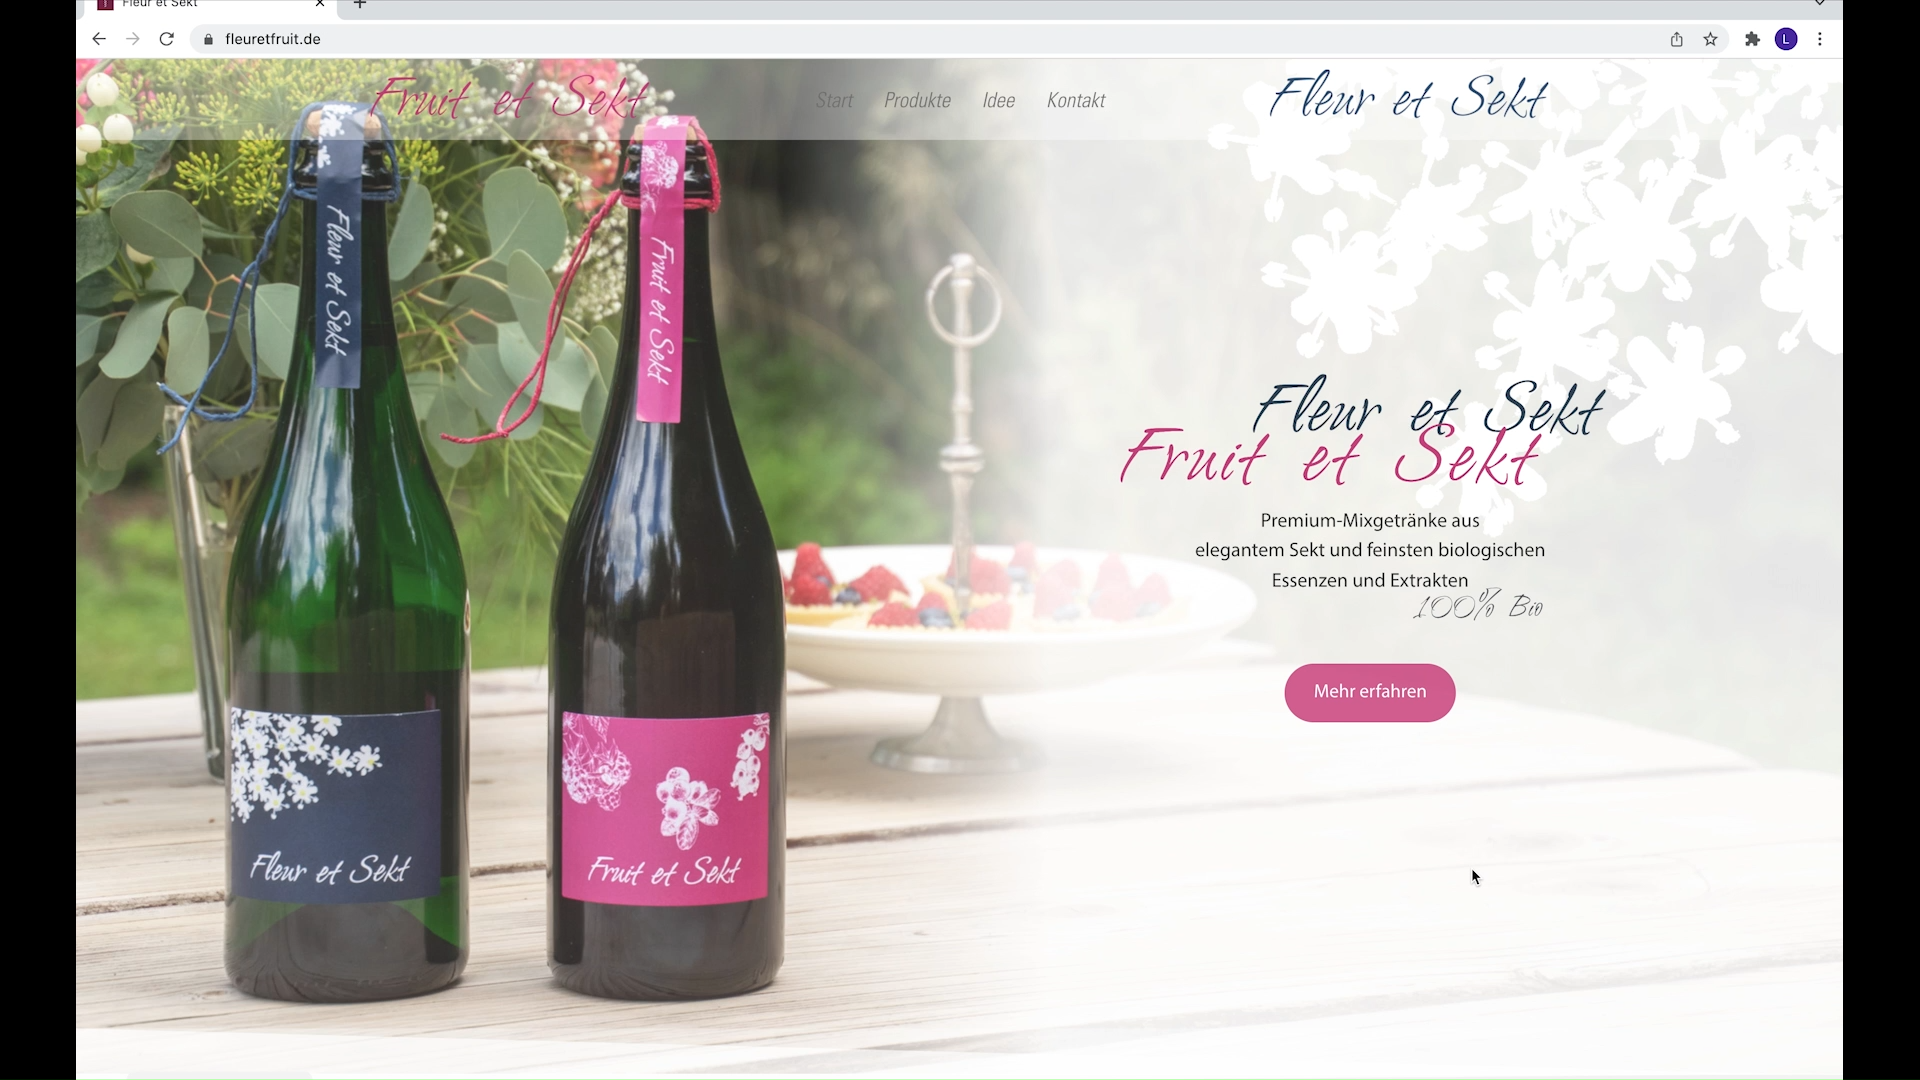 Fleur et Sekt
fleuretfruit.de
L
Fruit et Sekt
Start
Produkte
Idee
Kontakt
Fleur et Sekt
Fleur et Sekt
Fruit et Sekt
Fleur et Sekt
Fruit et Sekt
Premium-Mixgetränke aus
elegantem Sekt und feinsten biologischen
Essenzen und Extrakten
100% Bio
Mehr erfahren
Fleur et Sekt
Fruit et Sekt